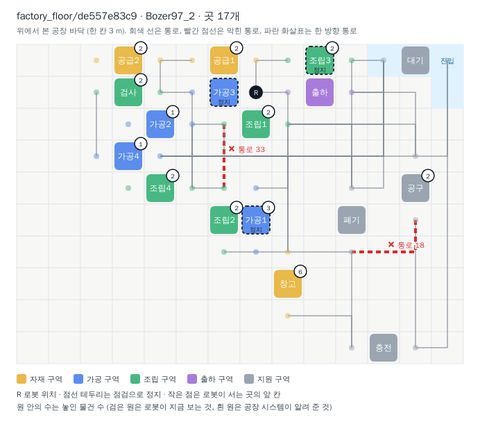 factory_floor/de557e83c9 · Bozer97_2 · 곳 17개
위에서 본 공장 바닥 (한 칸 3 m). 회색 선은 통로, 빨간 점선은 막힌 통로, 파란 화살표는 한 방향 통로
2 2 2
공급2 공급1 조립3 대기 진입
정지
2
검사 가공3 R 출하
정지
1 2
가공2 조립1
✕ 통로 33
1
가공4
2 2
조립4 공구
2 3
조립2 가공1 폐기
정지
✕ 통로 18
6
창고
충전
자재 구역 가공 구역 조립 구역 출하 구역 지원 구역
R 로봇 위치 · 점선 테두리는 점검으로 정지 · 작은 점은 로봇이 서는 곳의 앞 칸
원 안의 수는 놓인 물건 수 (검은 원은 로봇이 지금 보는 것, 흰 원은 공장 시스템이 알려 준 것)